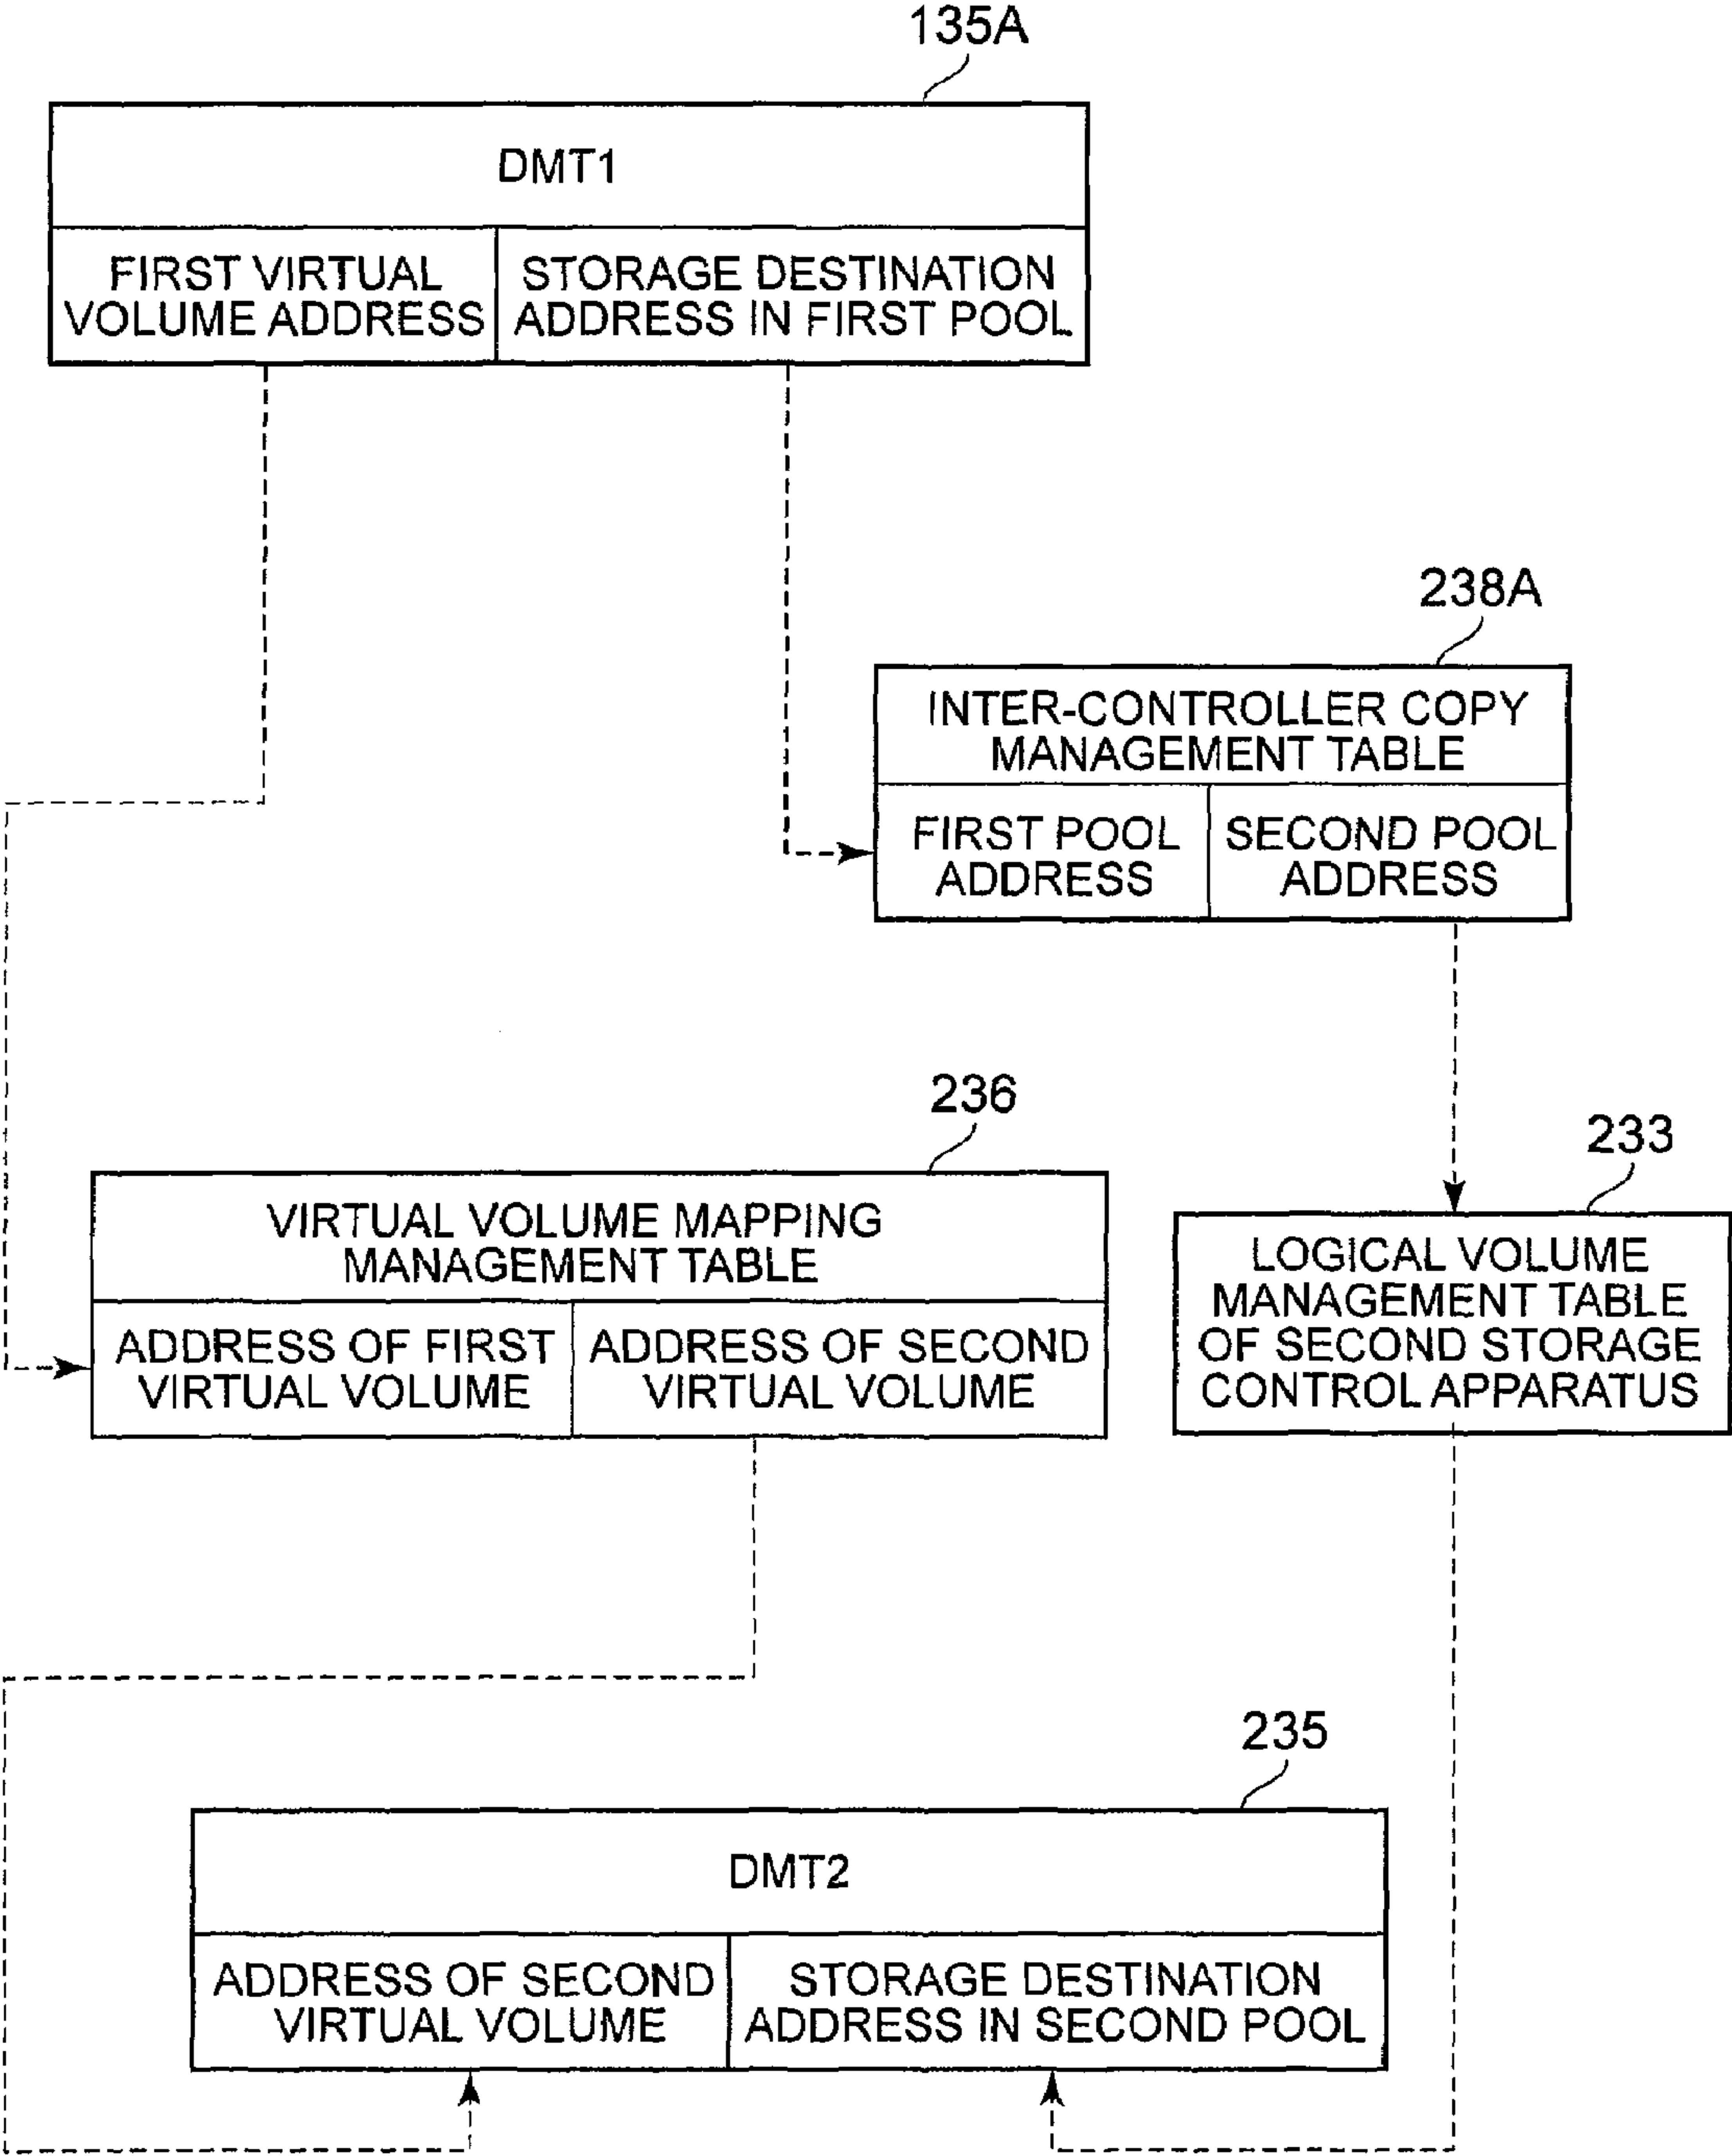 135A
DMT1
FIRST VIRTUAL
VOLUME ADDRESS
STORAGE DESTINATION
ADDRESS IN FIRST POOL
238A
INTER-CONTROLLER COPY
MANAGEMENT TABLE
FIRST POOL
ADDRESS
SECOND POOL
ADDRESS
236
VIRTUAL VOLUME MAPPING
MANAGEMENT TABLE
ADDRESS OF FIRST
VIRTUAL VOLUME
ADDRESS OF SECOND
VIRTUAL VOLUME
233
LOGICAL VOLUME
MANAGEMENT TABLE
OF SECOND STORAGE
CONTROL APPARATUS
235
DMT2
ADDRESS OF SECOND
VIRTUAL VOLUME
STORAGE DESTINATION
ADDRESS IN SECOND POOL